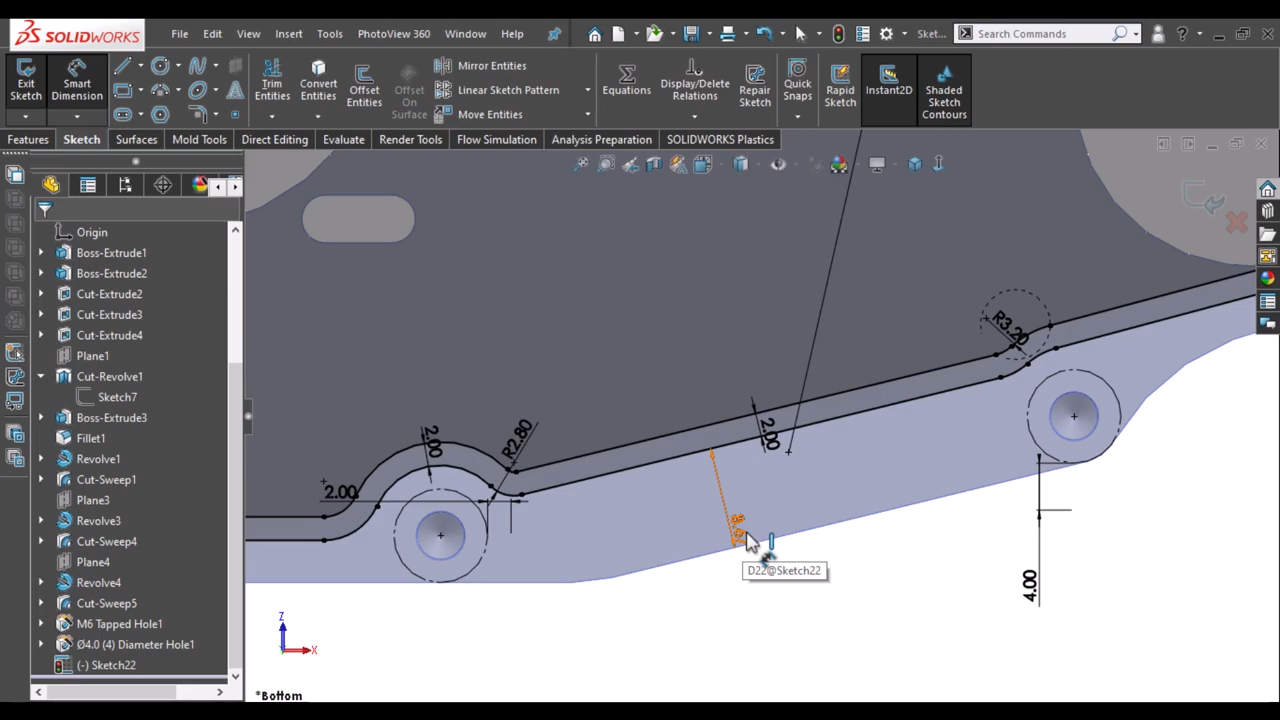 SOLIDWORKS File Edit View Insert Tools PhotoView 360 Window Help Sket... Search Commands
Exit Sketch
Smart Dimension
Trim Entities
Convert Entities
Offset Entities
Offset On Surface
Mirror Entities
Linear Sketch Pattern
Move Entities
Equations
Display/Delete Relations
Repair Sketch
Quick Snaps
Rapid Sketch
Instant2D
Shaded Sketch Contours
Features Sketch Surfaces Mold Tools Direct Editing Evaluate Render Tools Flow Simulation Analysis Preparation SOLIDWORKS Plastics
Origin
Boss-Extrude1
Boss-Extrude2
Cut-Extrude2
Cut-Extrude3
Cut-Extrude4
Plane1
Cut-Revolve1
Sketch7
Boss-Extrude3
Fillet1
Revolve1
Cut-Sweep1
Plane3
Revolve3
Cut-Sweep4
Plane4
Revolve4
Cut-Sweep5
M6 Tapped Hole1
Ø4.0 (4) Diameter Hole1
(-) Sketch22
R3.20
2.00
R2.80
2.00
2.00
D22@Sketch22
4.00
Z
X
*Bottom